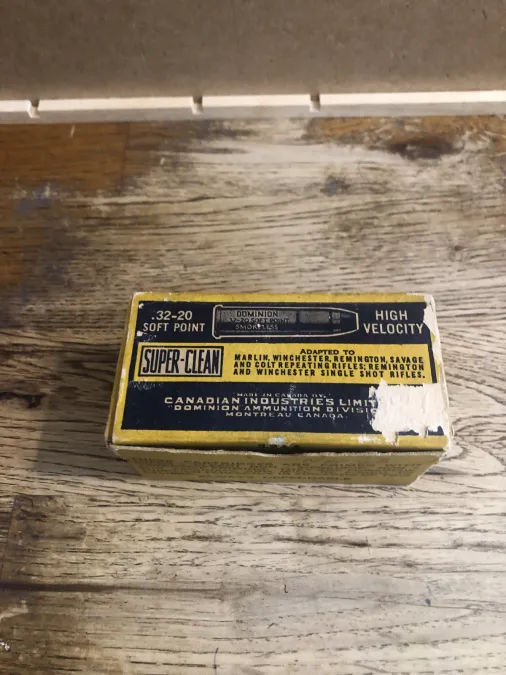 .32-20
SOFT POINT
DOMINION
.32-20 SOFT POINT
SMOKELESS
HIGH
VELOCITY
SUPER-CLEAN
ADAPTED TO
MARLIN, WINCHESTER, REMINGTON, SAVAGE
AND COLT REPEATING RIFLES; REMINGTON
AND WINCHESTER SINGLE SHOT RIFLES.
MADE IN CANADA BY
CANADIAN INDUSTRIES LIMIT
"DOMINION AMMUNITION DIVISI
MONTREAL CANADA.